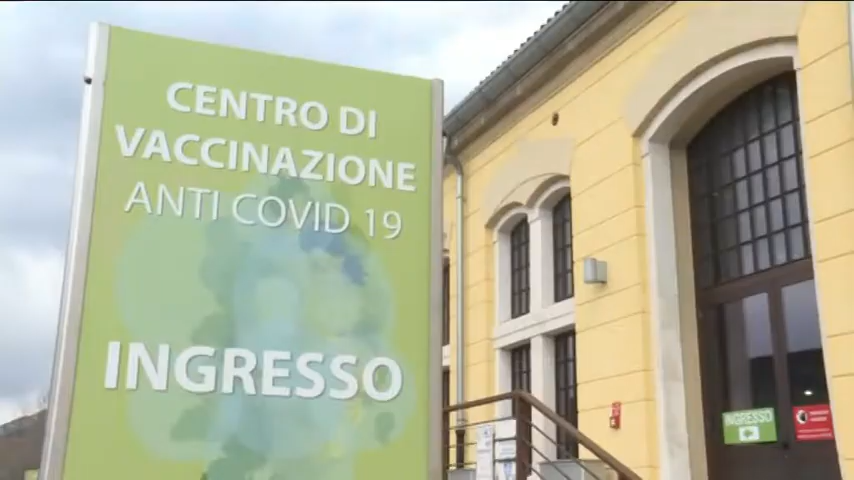 CENTRO DI
VACCINAZIONE
ANTI COVID 19
INGRESSO
INGRESSO